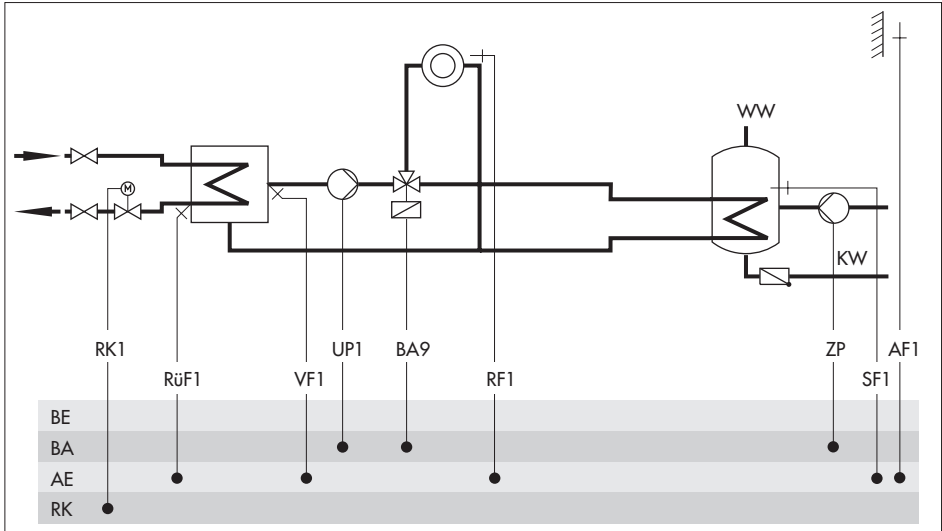 WW
M
KW
RK1 UP1 BA9 ZP AF1
RüF1 VF1 RF1 SF1
BE
BA
AE
RK